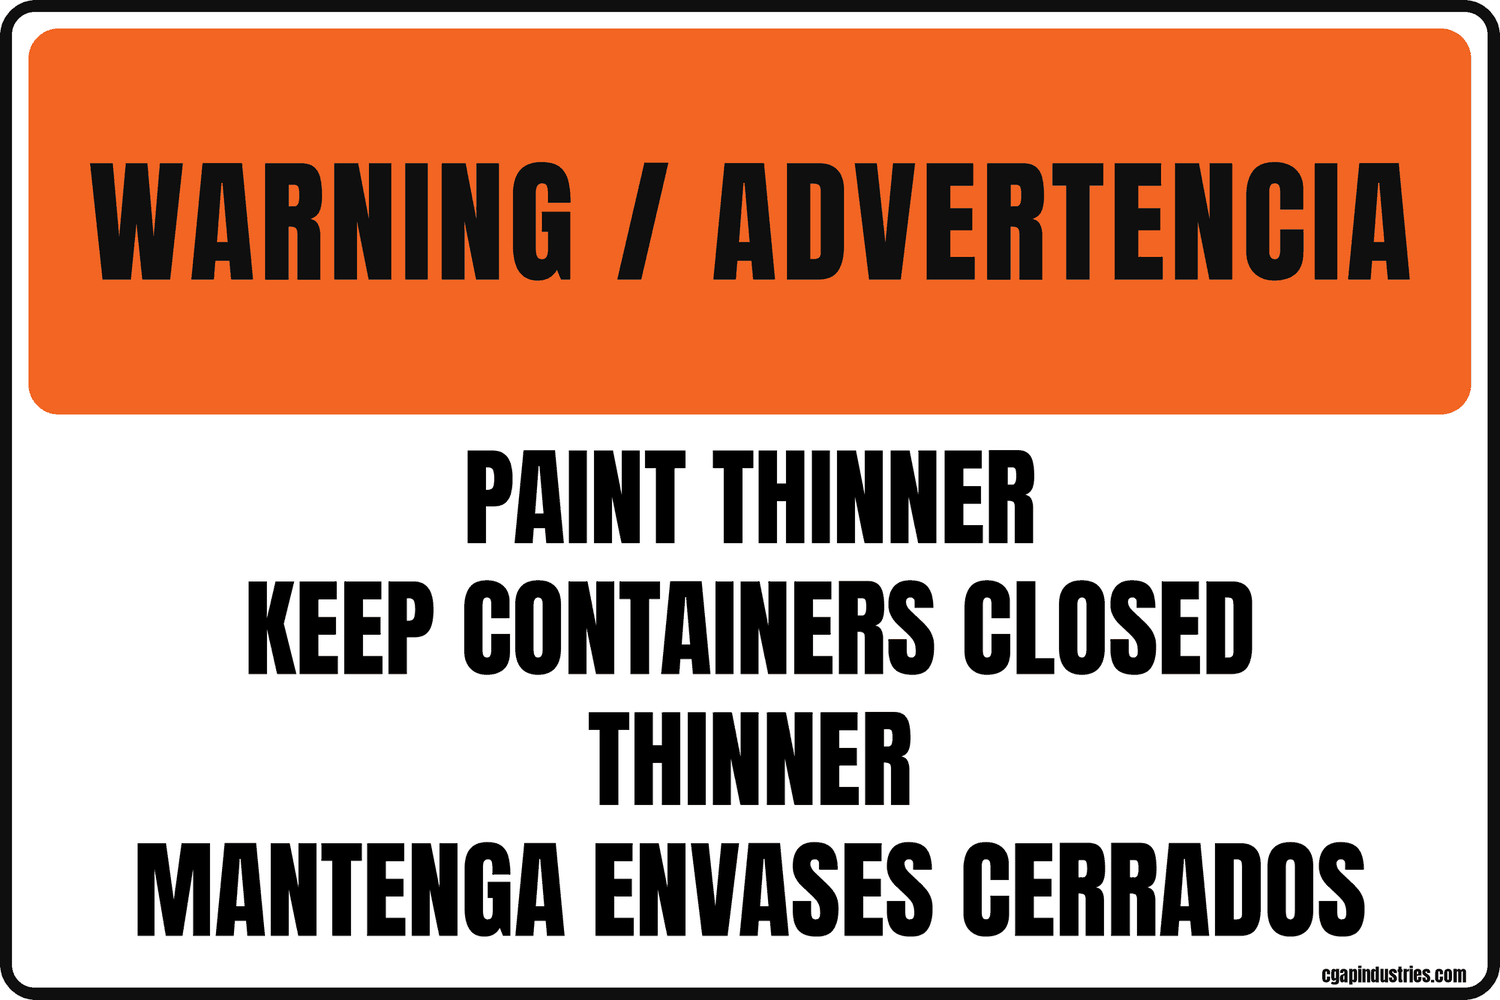 WARNING / ADVERTENCIA
PAINT THINNER
KEEP CONTAINERS CLOSED
THINNER
MANTENGA ENVASES CERRADOS
cgapindustries.com